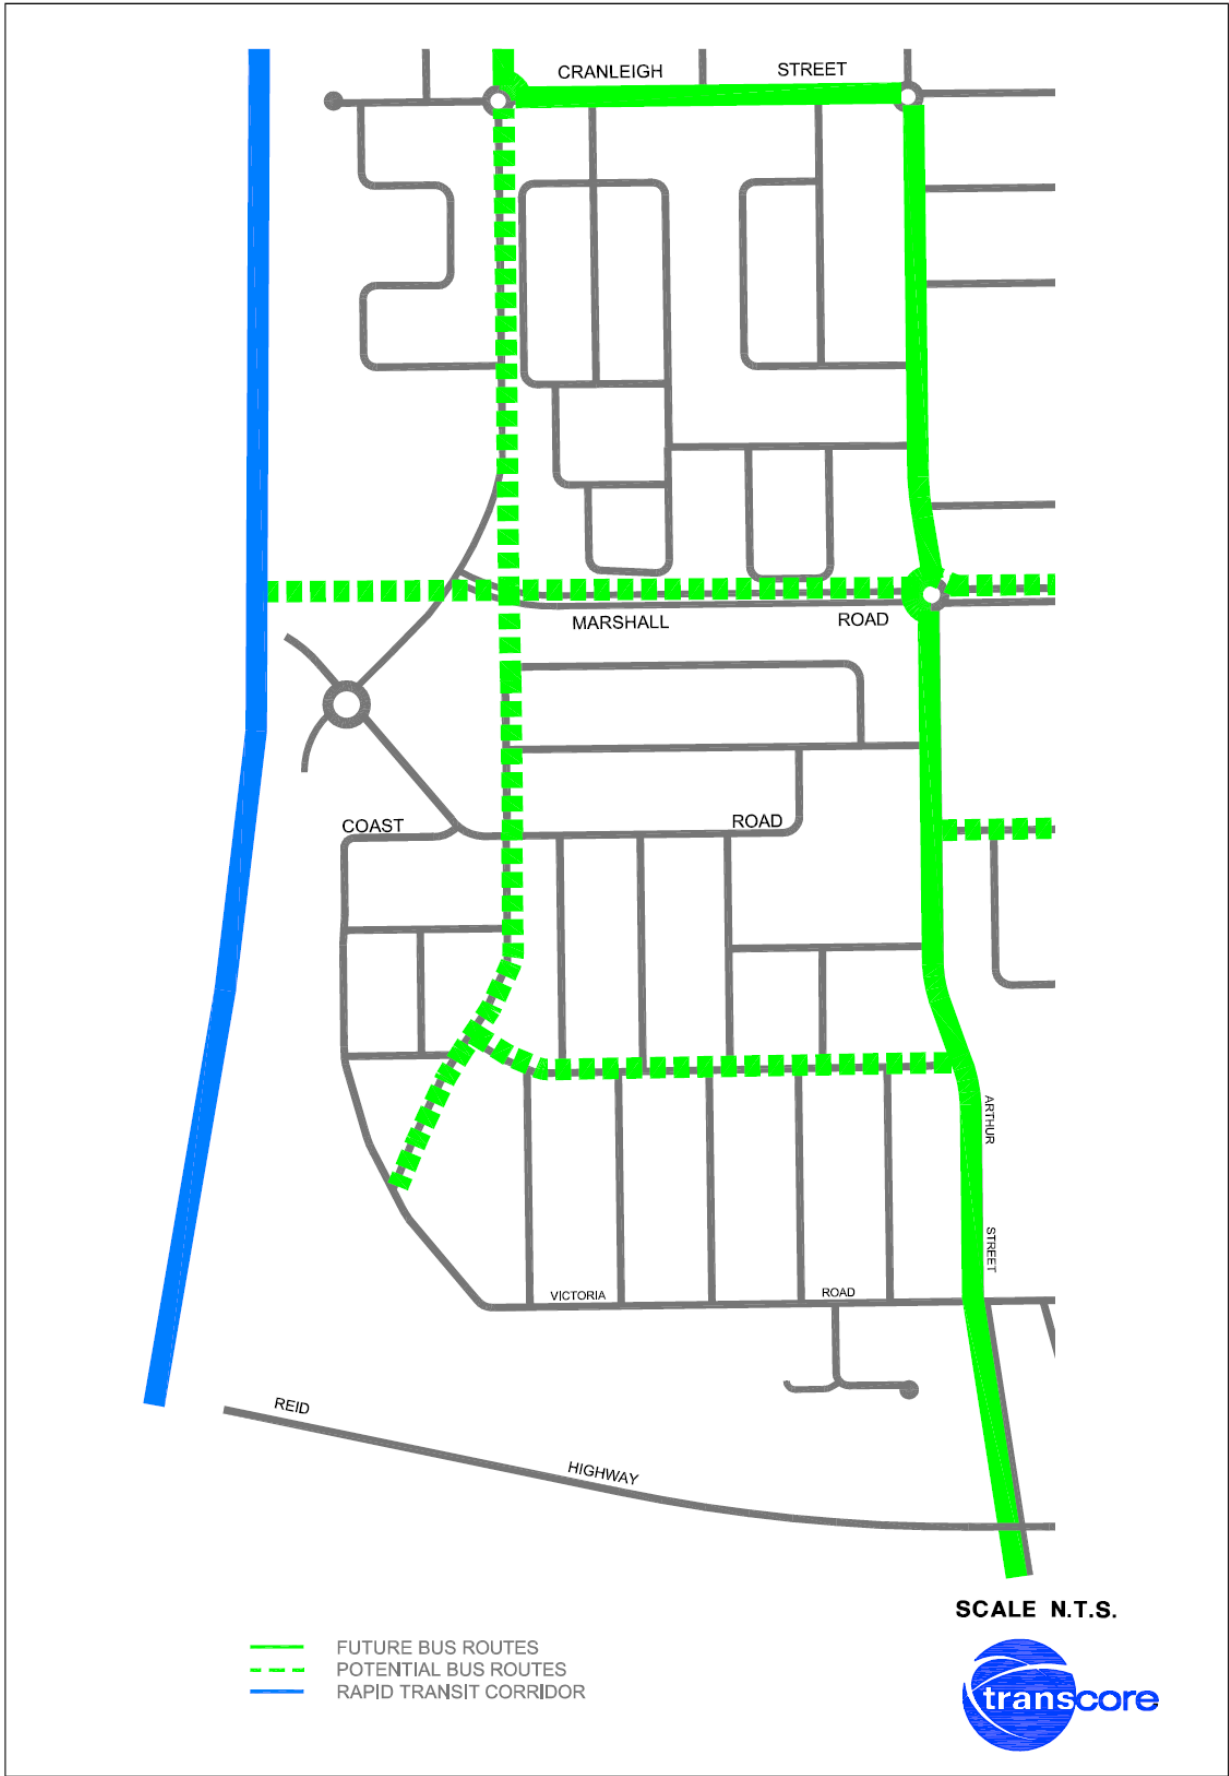 CRANLEIGH STREET
MARSHALL ROAD
COAST ROAD
ARTHUR
STREET
VICTORIA ROAD
REID
HIGHWAY
SCALE N.T.S.
FUTURE BUS ROUTES
POTENTIAL BUS ROUTES
RAPID TRANSIT CORRIDOR
transcore